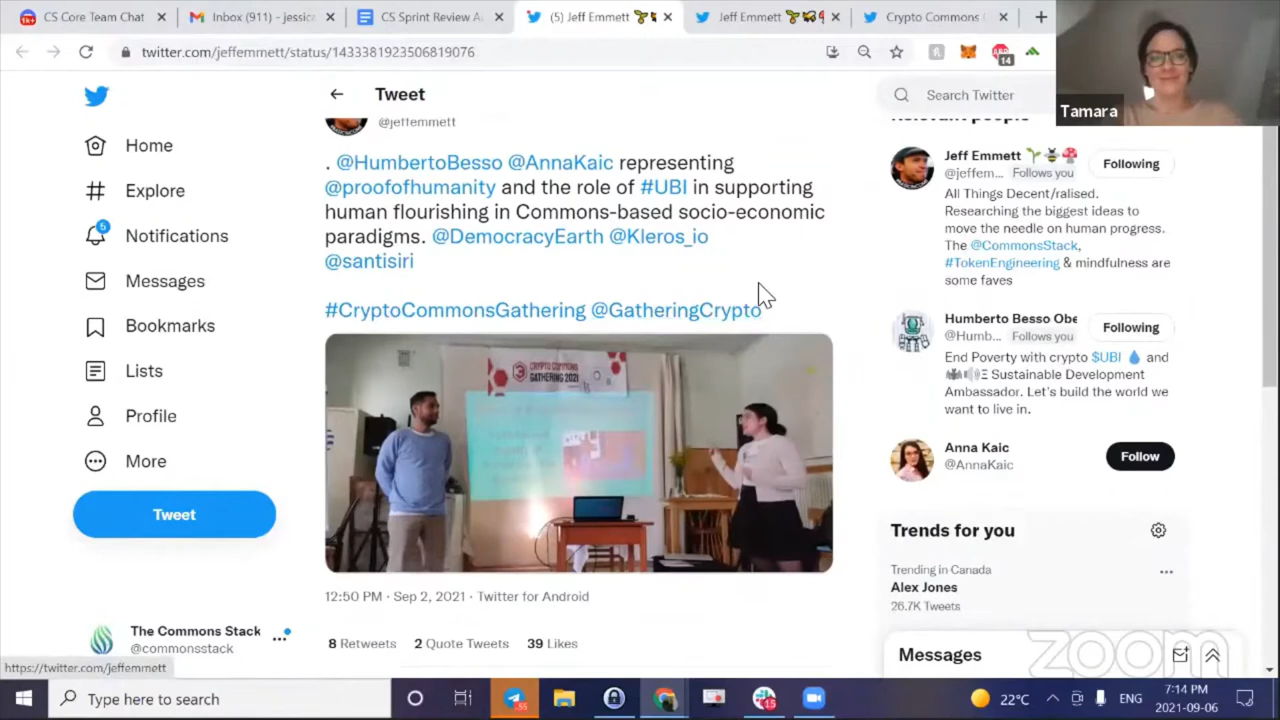 CS Core Team Chat
Inbox (911) - jessic
CS Sprint Review A
(5) Jeff Emmett
Jeff Emmett
Crypto Commons
twitter.com/jeffemmett/status/1433381923506819076
14
Tamara
Home
Explore
5
Notifications
Messages
Bookmarks
Lists
Profile
More
Tweet
The Commons Stack
@commonsstack
https://twitter.com/jeffemmett
Tweet
@jeffemmett
. @HumbertoBesso @AnnaKaic representing
@proofofhumanity and the role of #UBI in supporting
human flourishing in Commons-based socio-economic
paradigms. @DemocracyEarth @Kleros_io
@santisiri
#CryptoCommonsGathering @GatheringCrypto
CRYPTO COMMONS
GATHERING 2021
12:50 PM · Sep 2, 2021 · Twitter for Android
8 Retweets 2 Quote Tweets 39 Likes
Search Twitter
Relevant people
Jeff Emmett
@jeffem... Follows you
Following
All Things Decent/ralised.
Researching the biggest ideas to
move the needle on human progress.
The @CommonsStack,
#TokenEngineering & mindfulness are
some faves
Humberto Besso Obe
@Humb... Follows you
Following
End Poverty with crypto $UBI and
Sustainable Development
Ambassador. Let's build the world we
want to live in.
Anna Kaic
@AnnaKaic
Follow
Trends for you
Trending in Canada
Alex Jones
26.7K Tweets
Messages
zoom
Type here to search
55
15
22°C
ENG
7:14 PM
2021-09-06